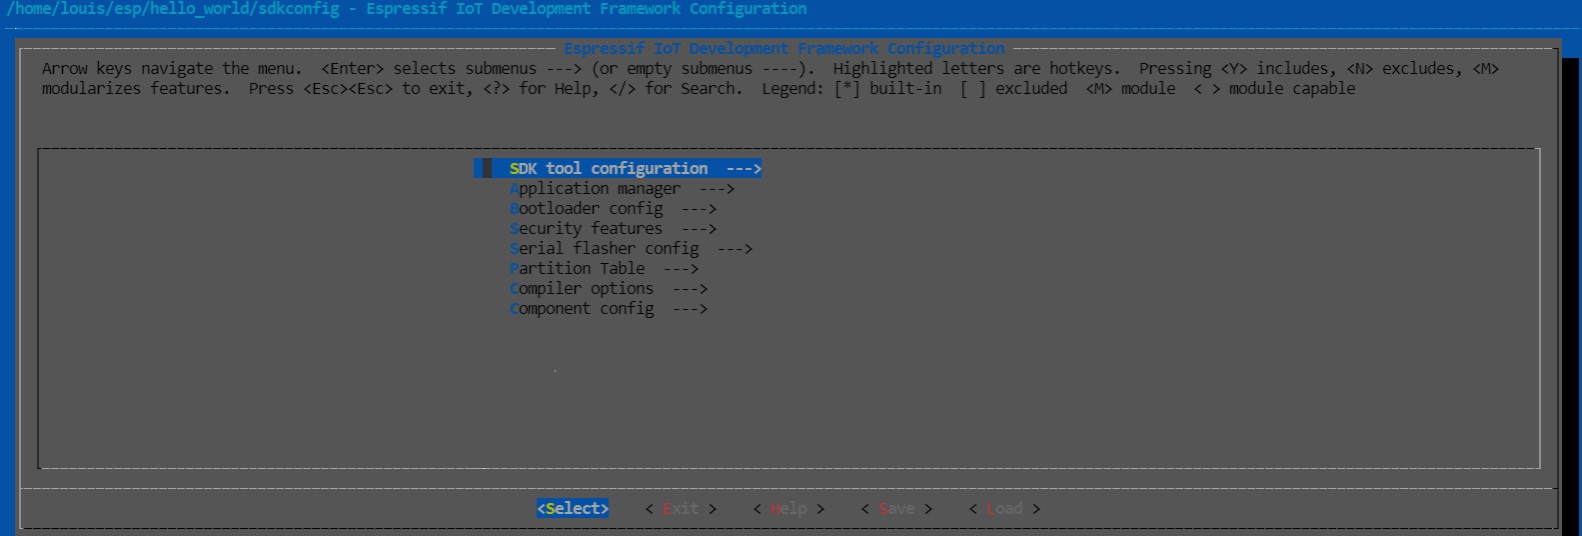 /home/louis/esp/hello_world/sdkconfig - Espressif IoT Development Framework Configuration
Espressif IoT Development Framework Configuration
Arrow keys navigate the menu.  <Enter> selects submenus ---> (or empty submenus ----).  Highlighted letters are hotkeys.  Pressing <Y> includes, <N> excludes, <M>
modularizes features.  Press <Esc><Esc> to exit, <?> for Help, </> for Search.  Legend: [*] built-in  [ ] excluded  <M> module  < > module capable
SDK tool configuration  --->
Application manager  --->
Bootloader config  --->
Security features  --->
Serial flasher config  --->
Partition Table  --->
Compiler options  --->
Component config  --->
<Select>    < Exit >    < Help >    < Save >    < Load >